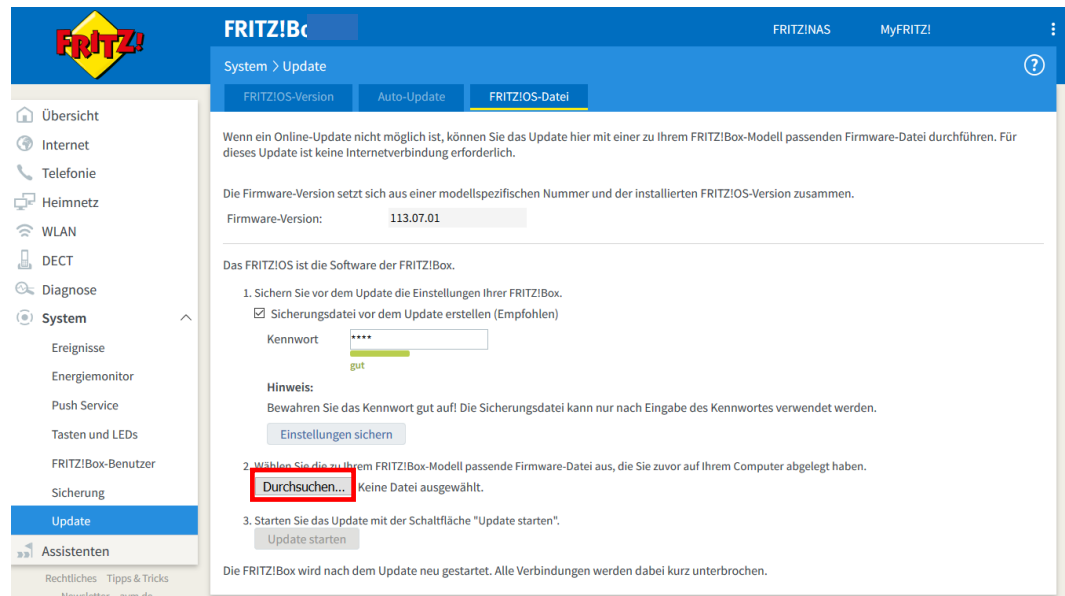 FRITZ!
FRITZ!Bo
FRITZ!NAS
MyFRITZ!
System > Update
FRITZ!OS-Version
Auto-Update
FRITZ!OS-Datei
Übersicht
Internet
Telefonie
Heimnetz
WLAN
DECT
Diagnose
System
Ereignisse
Energiemonitor
Push Service
Tasten und LEDs
FRITZ!Box-Benutzer
Sicherung
Update
Assistenten
Rechtliches Tipps & Tricks
Newsletter avm.de
Wenn ein Online-Update nicht möglich ist, können Sie das Update hier mit einer zu Ihrem FRITZ!Box-Modell passenden Firmware-Datei durchführen. Für
dieses Update ist keine Internetverbindung erforderlich.
Die Firmware-Version setzt sich aus einer modellspezifischen Nummer und der installierten FRITZ!OS-Version zusammen.
Firmware-Version: 113.07.01
Das FRITZ!OS ist die Software der FRITZ!Box.
1. Sichern Sie vor dem Update die Einstellungen Ihrer FRITZ!Box.
Sicherungsdatei vor dem Update erstellen (Empfohlen)
Kennwort ****
gut
Hinweis:
Bewahren Sie das Kennwort gut auf! Die Sicherungsdatei kann nur nach Eingabe des Kennwortes verwendet werden.
Einstellungen sichern
2. Wählen Sie die zu Ihrem FRITZ!Box-Modell passende Firmware-Datei aus, die Sie zuvor auf Ihrem Computer abgelegt haben.
Durchsuchen... Keine Datei ausgewählt.
3. Starten Sie das Update mit der Schaltfläche "Update starten".
Update starten
Die FRITZ!Box wird nach dem Update neu gestartet. Alle Verbindungen werden dabei kurz unterbrochen.